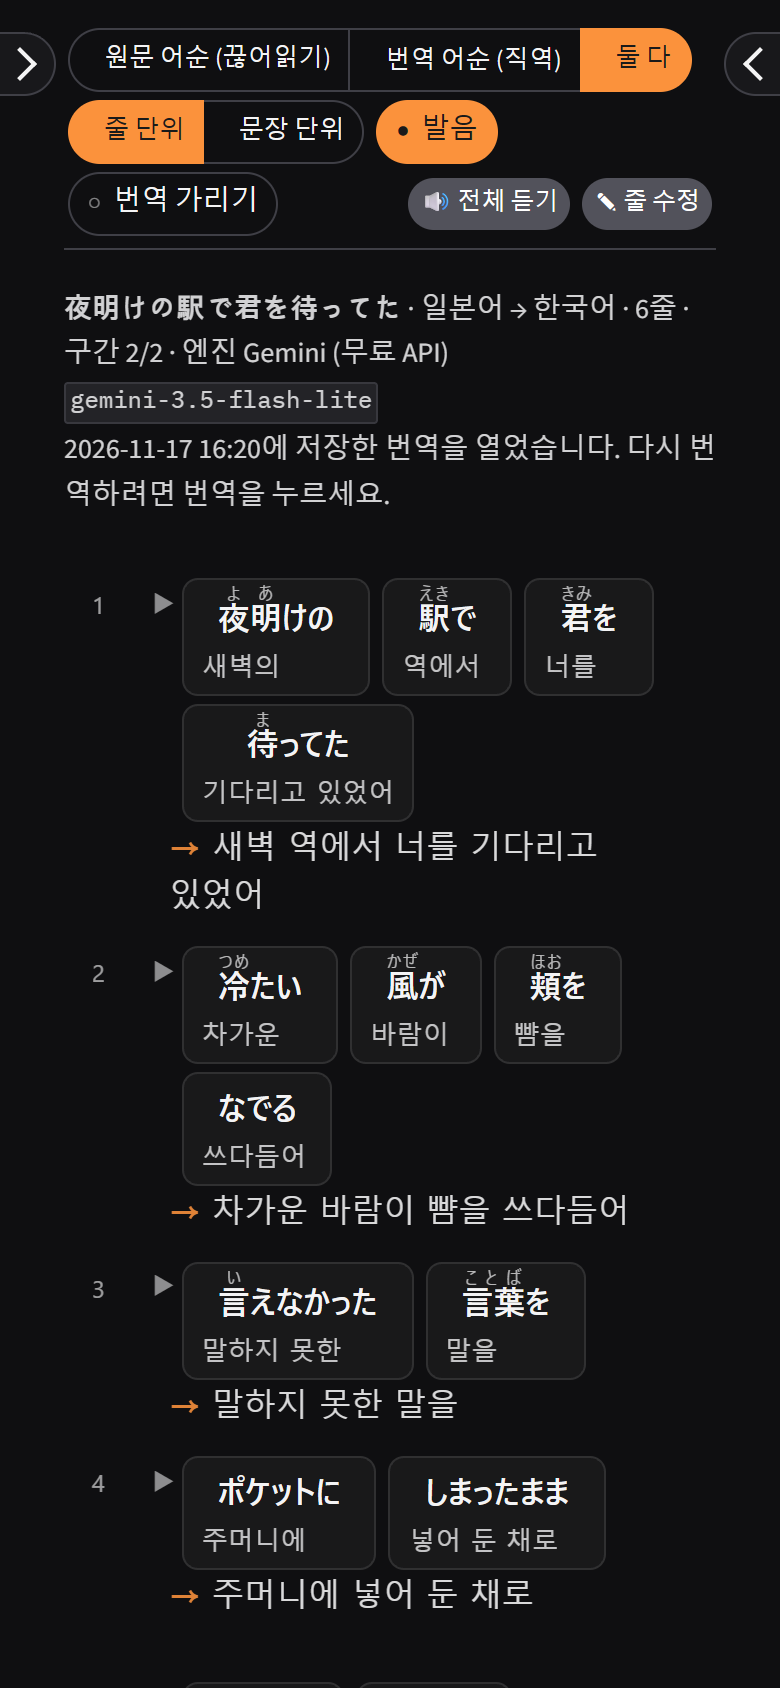 원문 어순 (끊어읽기) 번역 어순 (직역) 둘 다
줄 단위 문장 단위 • 발음
○ 번역 가리기 🔊 전체 듣기 ✏ 줄 수정
夜明けの駅で君を待ってた · 일본어 → 한국어 · 6줄 ·
구간 2/2 · 엔진 Gemini (무료 API)
gemini-3.5-flash-lite
2026-11-17 16:20에 저장한 번역을 열었습니다. 다시 번
역하려면 번역을 누르세요.
よ あ えき きみ
1 ▶ 夜明けの 駅で 君を
새벽의 역에서 너를
ま
待ってた
기다리고 있었어
→ 새벽 역에서 너를 기다리고
있었어
つめ かぜ ほお
2 ▶ 冷たい 風が 頬を
차가운 바람이 뺨을
なでる
쓰다듬어
→ 차가운 바람이 뺨을 쓰다듬어
い こと ば
3 ▶ 言えなかった 言葉を
말하지 못한 말을
→ 말하지 못한 말을
4 ▶ ポケットに しまったまま
주머니에 넣어 둔 채로
→ 주머니에 넣어 둔 채로